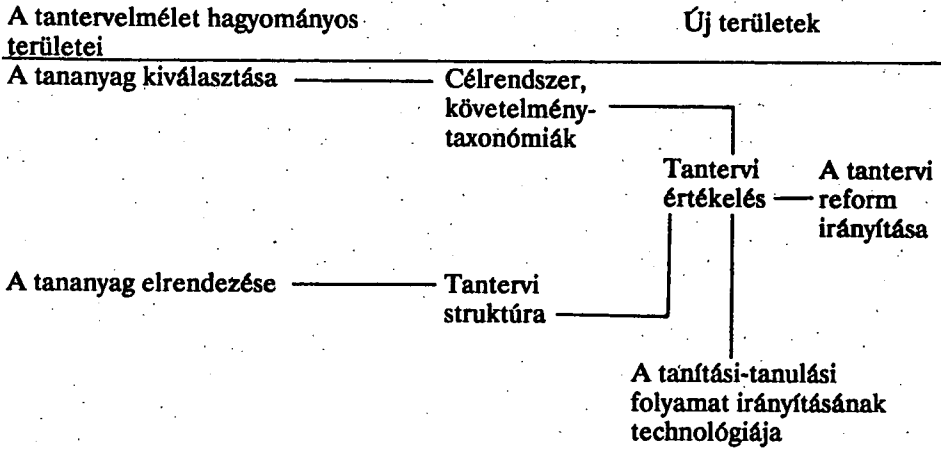 A tantervelmélet hagyományos
területei
Új területek
A tananyag kiválasztása
Célrendszer,
követelmény-
taxonómiák
Tantervi
értékelés
A tantervi
reform
irányítása
A tananyag elrendezése
Tantervi
struktúra
A tanítási-tanulási
folyamat irányításának
technológiája